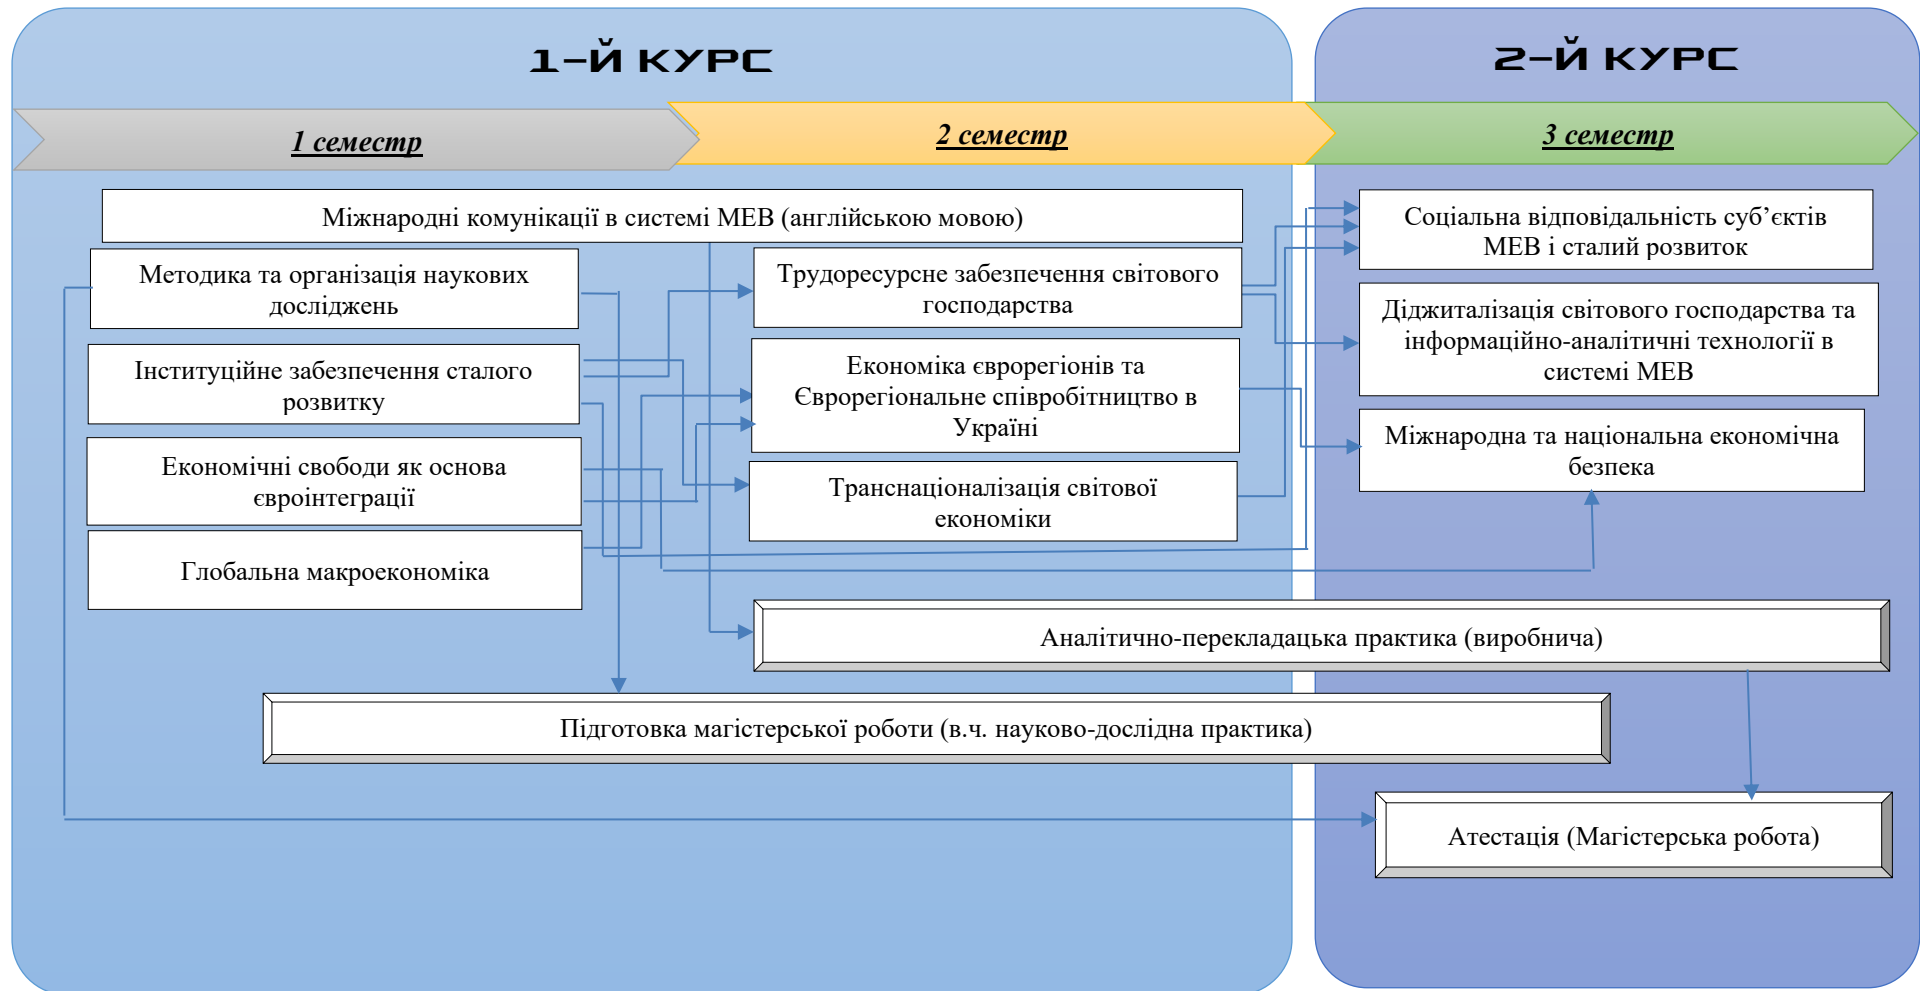 1-Й КУРС
2-Й КУРС
1 семестр
2 семестр
3 семестр
Міжнародні комунікації в системі МЕВ (англійською мовою)
Методика та організація наукових
досліджень
Інституційне забезпечення сталого
розвитку
Економічні свободи як основа
євроінтеграції
Глобальна макроекономіка
Трудоресурсне забезпечення світового
господарства
Економіка єврорегіонів та
Єврорегіональне співробітництво в
Україні
Транснаціоналізація світової
економіки
Соціальна відповідальність суб’єктів
МЕВ і сталий розвиток
Діджиталізація світового господарства та
інформаційно-аналітичні технології в
системі МЕВ
Міжнародна та національна економічна
безпека
Аналітично-перекладацька практика (виробнича)
Підготовка магістерської роботи (в.ч. науково-дослідна практика)
Атестація (Магістерська робота)